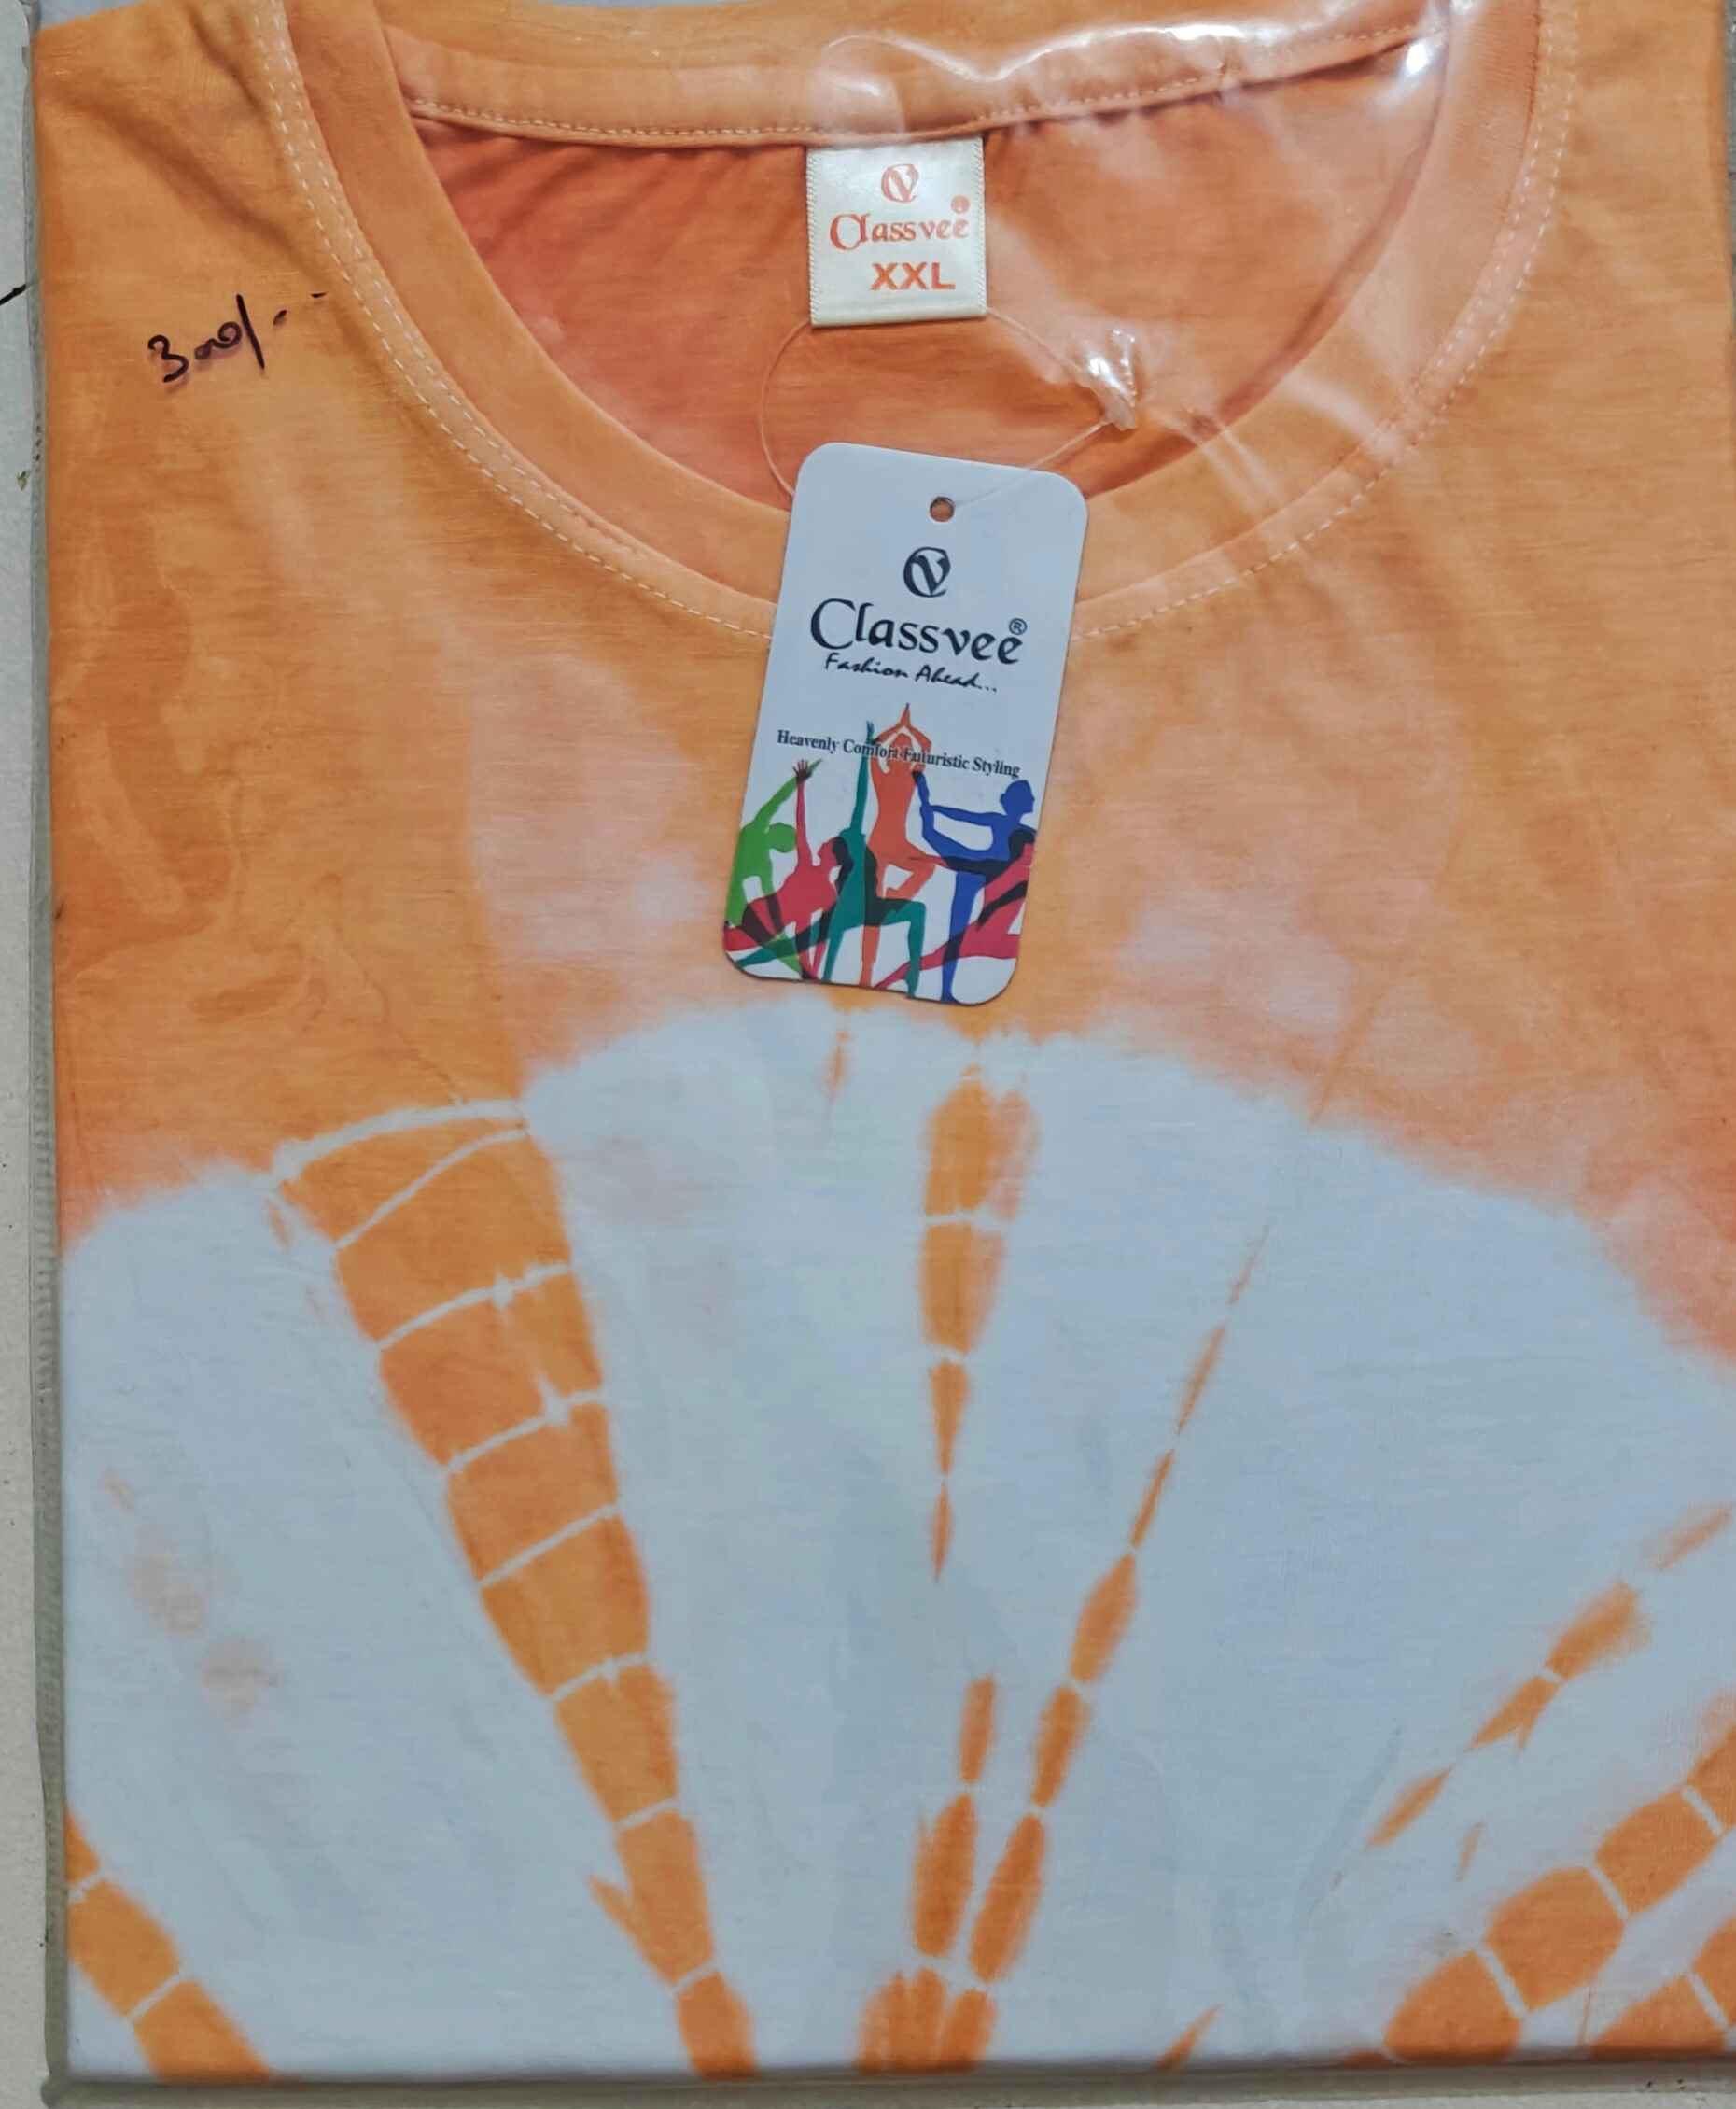 Classvee
XXL
300/-
Classvee®
Fashion Ahead...
Heavenly Comfort Futuristic Styling